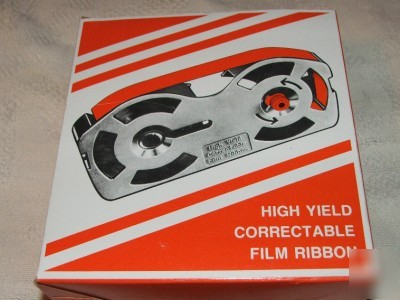 HIGH YIELD
CORRECTABLE
FILM RIBBON